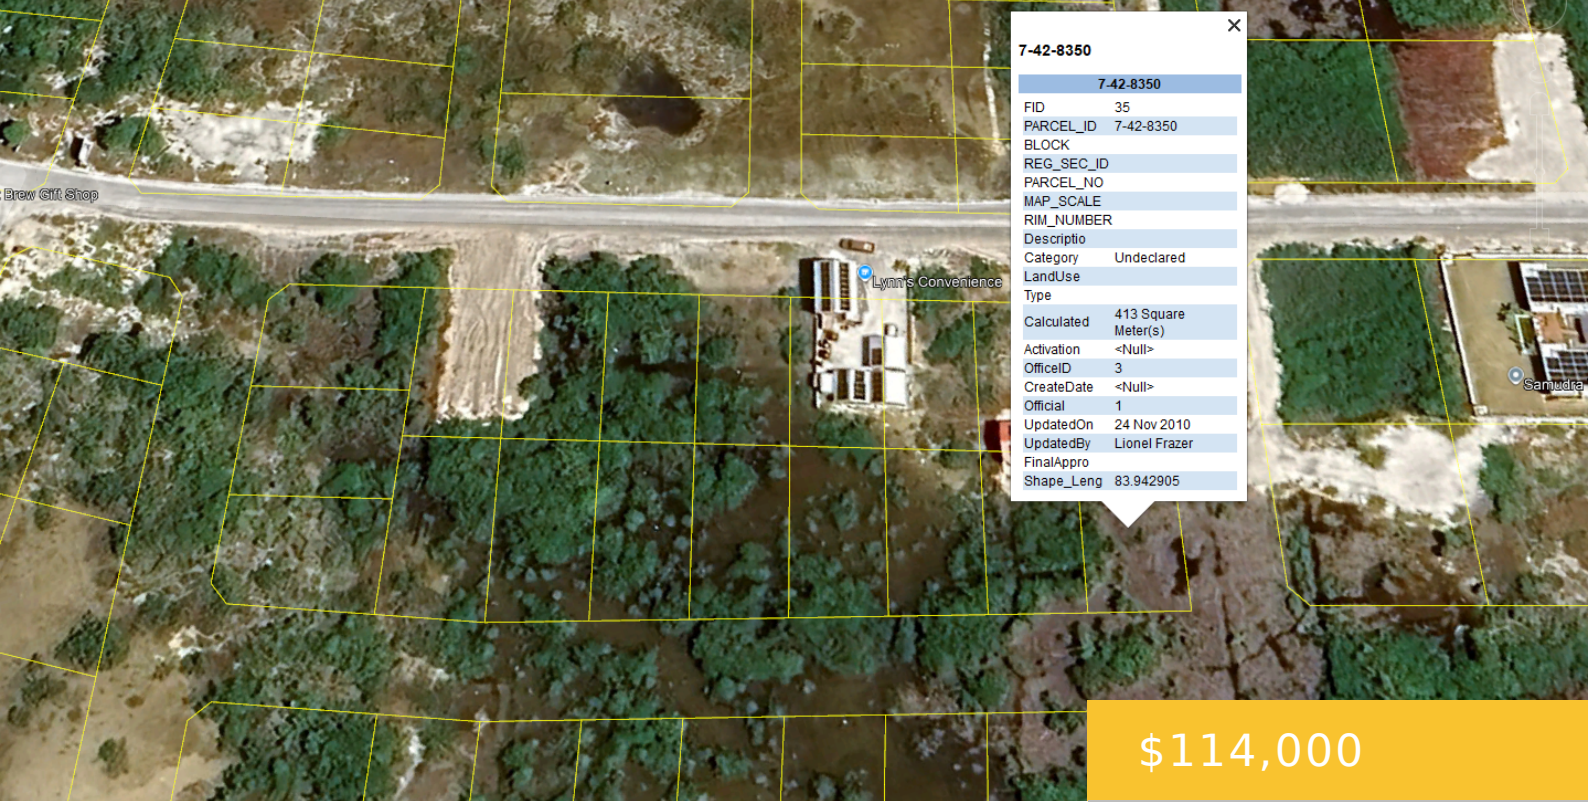 7-42-8350
7-42-8350
FID 35
PARCEL_ID 7-42-8350
BLOCK
REG_SEC_ID
PARCEL_NO
MAP_SCALE
RIM_NUMBER
Descriptio
Category Undeclared
LandUse
Type
Calculated 413 Square
Meter(s)
Activation <Null>
OfficeID 3
CreateDate <Null>
Official 1
UpdatedOn 24 Nov 2010
UpdatedBy Lionel Frazer
FinalAppro
Shape_Leng 83.942905
Brew Gift Shop
Lynn's Convenience
Samudra
$114,000